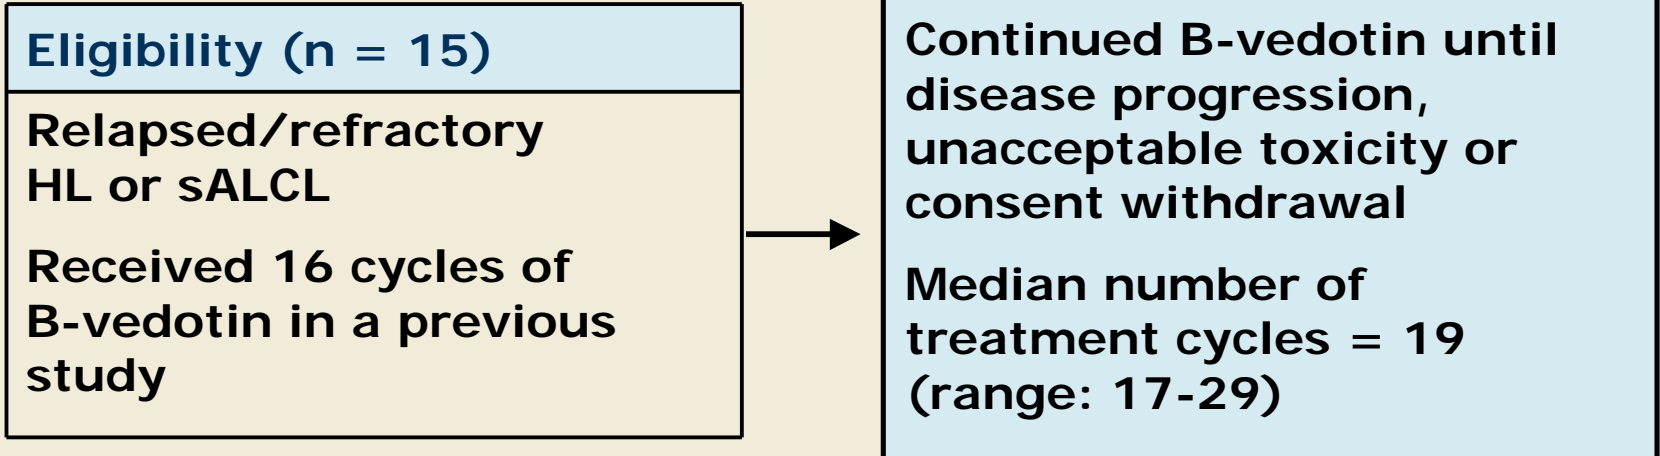 Eligibility (n = 15)
Relapsed/refractory
HL or sALCL
Received 16 cycles of
B-vedotin in a previous
study
Continued B-vedotin until
disease progression,
unacceptable toxicity or
consent withdrawal
Median number of
treatment cycles = 19
(range: 17-29)